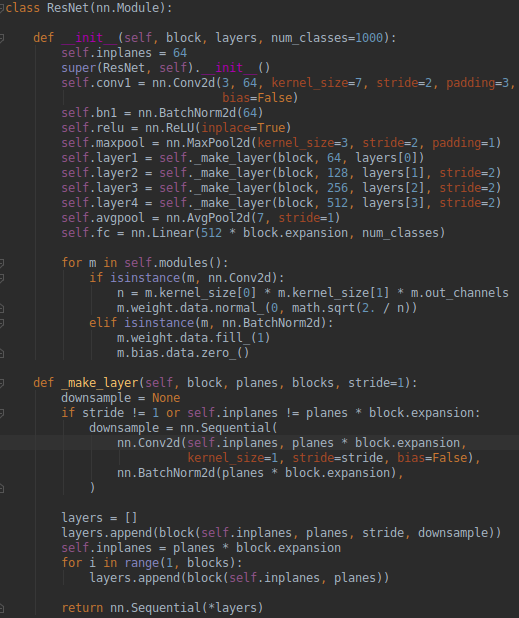 class ResNet(nn.Module):
def __init__(self, block, layers, num_classes=1000):
self.inplanes = 64
super(ResNet, self).__init__()
self.conv1 = nn.Conv2d(3, 64, kernel_size=7, stride=2, padding=3,
bias=False)
self.bn1 = nn.BatchNorm2d(64)
self.relu = nn.ReLU(inplace=True)
self.maxpool = nn.MaxPool2d(kernel_size=3, stride=2, padding=1)
self.layer1 = self._make_layer(block, 64, layers[0])
self.layer2 = self._make_layer(block, 128, layers[1], stride=2)
self.layer3 = self._make_layer(block, 256, layers[2], stride=2)
self.layer4 = self._make_layer(block, 512, layers[3], stride=2)
self.avgpool = nn.AvgPool2d(7, stride=1)
self.fc = nn.Linear(512 * block.expansion, num_classes)
for m in self.modules():
if isinstance(m, nn.Conv2d):
n = m.kernel_size[0] * m.kernel_size[1] * m.out_channels
m.weight.data.normal_(0, math.sqrt(2. / n))
elif isinstance(m, nn.BatchNorm2d):
m.weight.data.fill_(1)
m.bias.data.zero_()
def _make_layer(self, block, planes, blocks, stride=1):
downsample = None
if stride != 1 or self.inplanes != planes * block.expansion:
downsample = nn.Sequential(
nn.Conv2d(self.inplanes, planes * block.expansion,
kernel_size=1, stride=stride, bias=False),
nn.BatchNorm2d(planes * block.expansion),
)
layers = []
layers.append(block(self.inplanes, planes, stride, downsample))
self.inplanes = planes * block.expansion
for i in range(1, blocks):
layers.append(block(self.inplanes, planes))
return nn.Sequential(*layers)